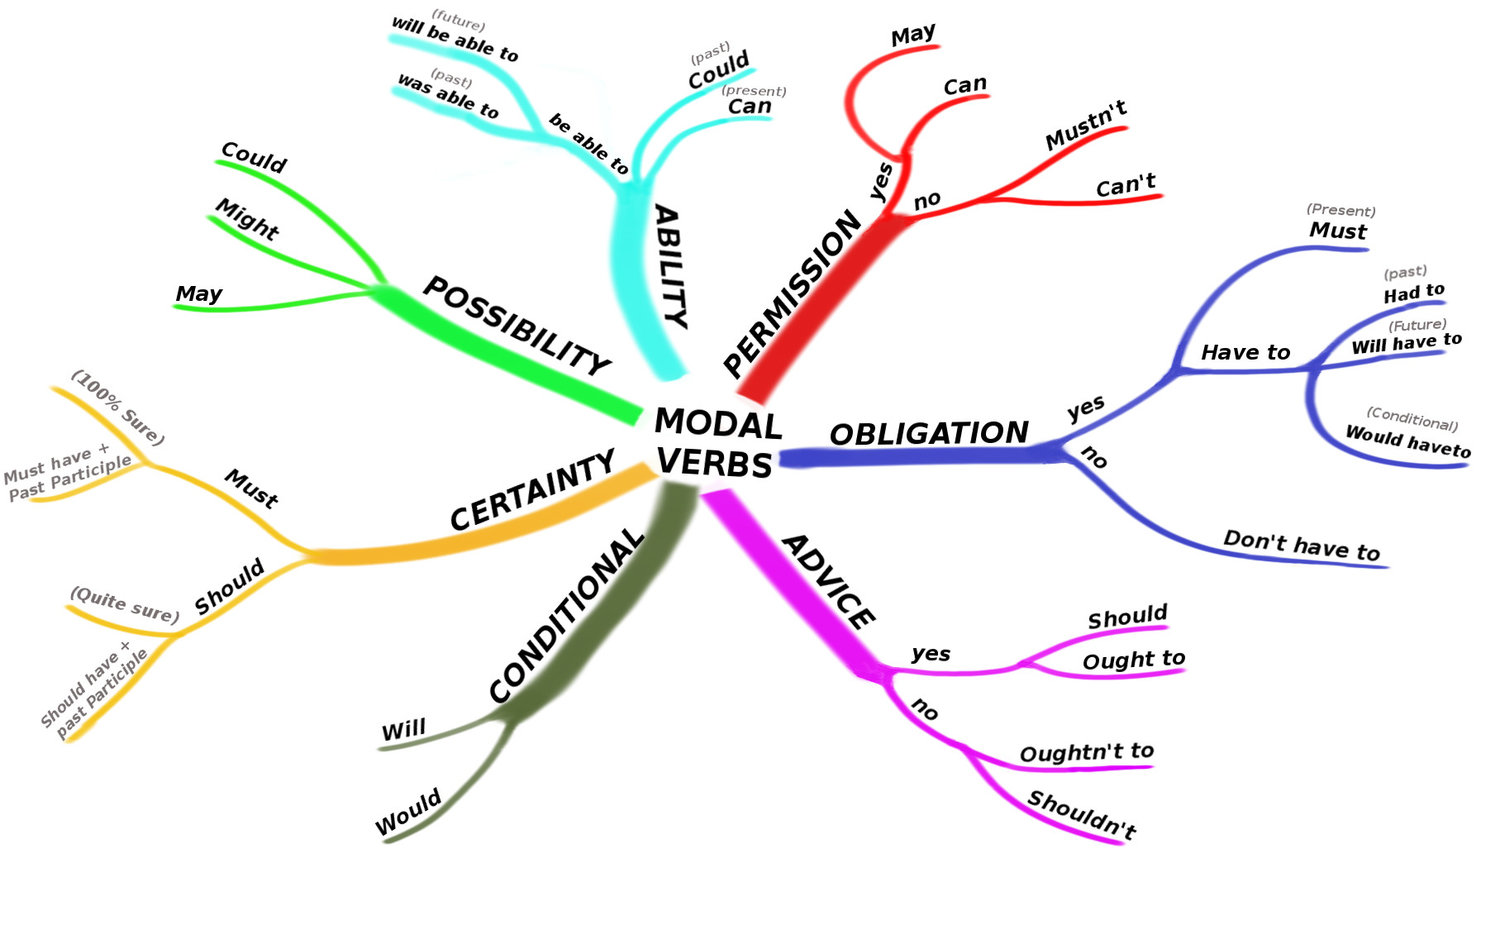 MODAL
VERBS
ABILITY
be able to
(future)
will be able to
(past)
was able to
(past)
Could
(present)
Can
PERMISSION
yes
May
Can
no
Mustn't
Can't
OBLIGATION
yes
(Present)
Must
Have to
(past)
Had to
(Future)
Will have to
(Conditional)
Would haveto
no
Don't have to
ADVICE
yes
Should
Ought to
no
Oughtn't to
Shouldn't
CONDITIONAL
Will
Would
CERTAINTY
Must
(100% Sure)
Must have +
Past Participle
Should
(Quite sure)
Should have +
past Participle
POSSIBILITY
Could
Might
May